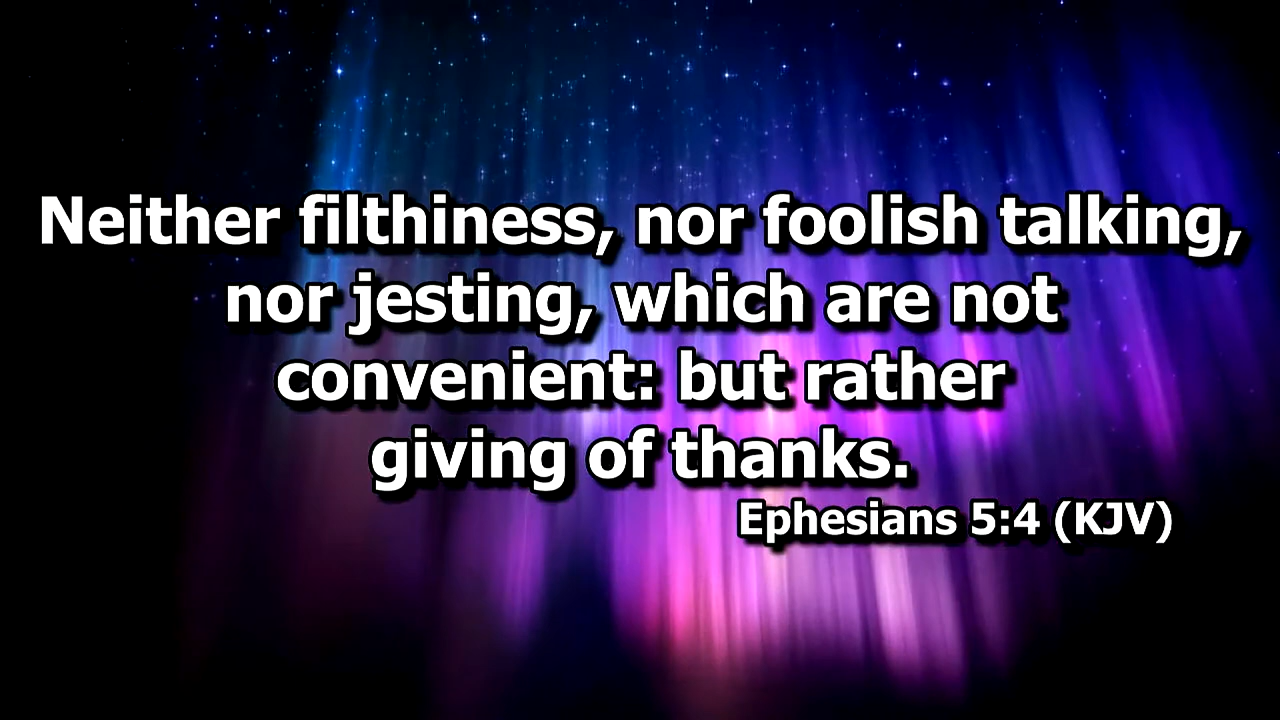 Neither filthiness, nor foolish talking,
nor jesting, which are not
convenient: but rather
giving of thanks.
Ephesians 5:4 (KJV)